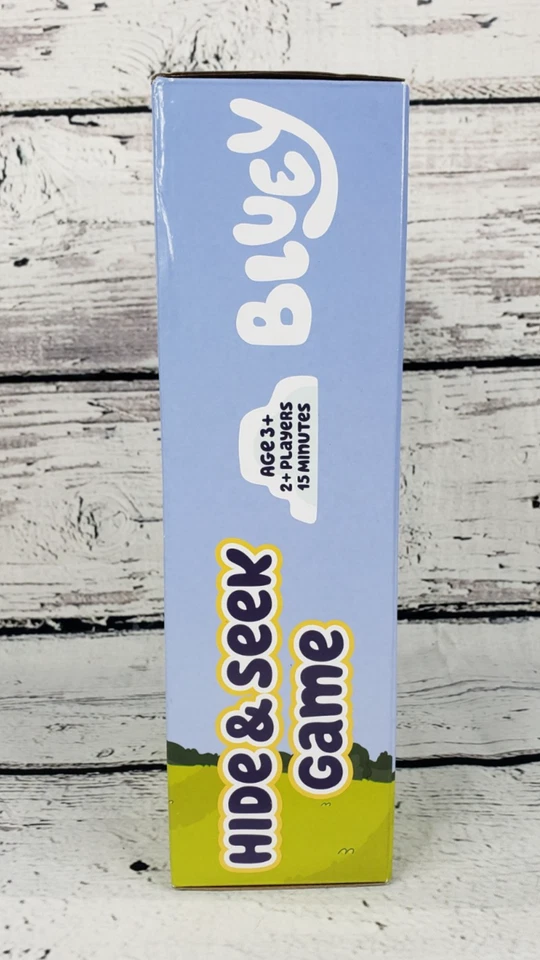 BLUEY
Age 3+
2+ Players
15 Minutes
Hide & Seek
Game